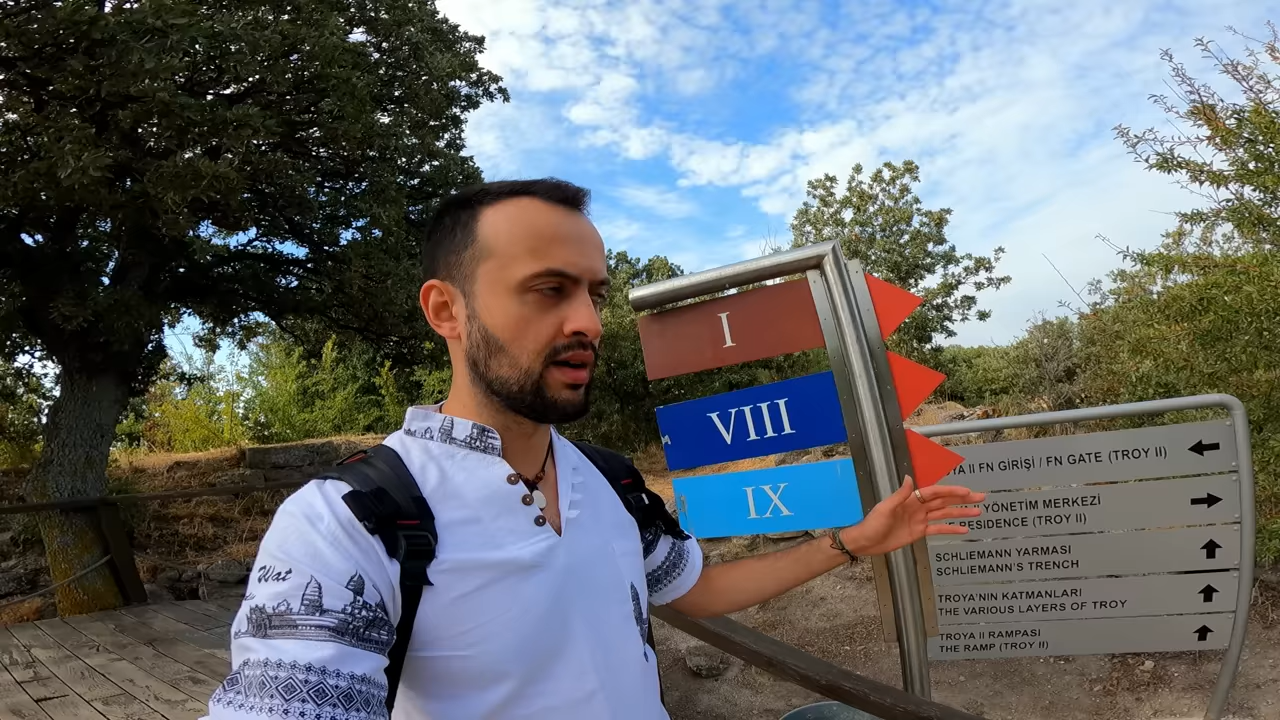 I
VIII
IX
II FN GİRİŞİ / FN GATE (TROY II)
YÖNETİM MERKEZİ
RESIDENCE (TROY II)
SCHLIEMANN YARMASI
SCHLIEMANN'S TRENCH
TROYA'NIN KATMANLARI
THE VARIOUS LAYERS OF TROY
TROYA II RAMPASI
THE RAMP (TROY II)
Wat